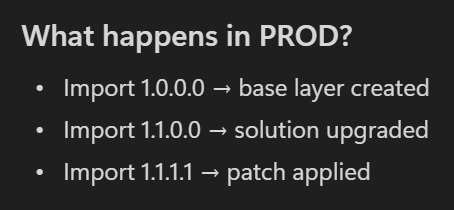 What happens in PROD?
• Import 1.0.0.0 → base layer created
• Import 1.1.0.0 → solution upgraded
• Import 1.1.1.1 → patch applied